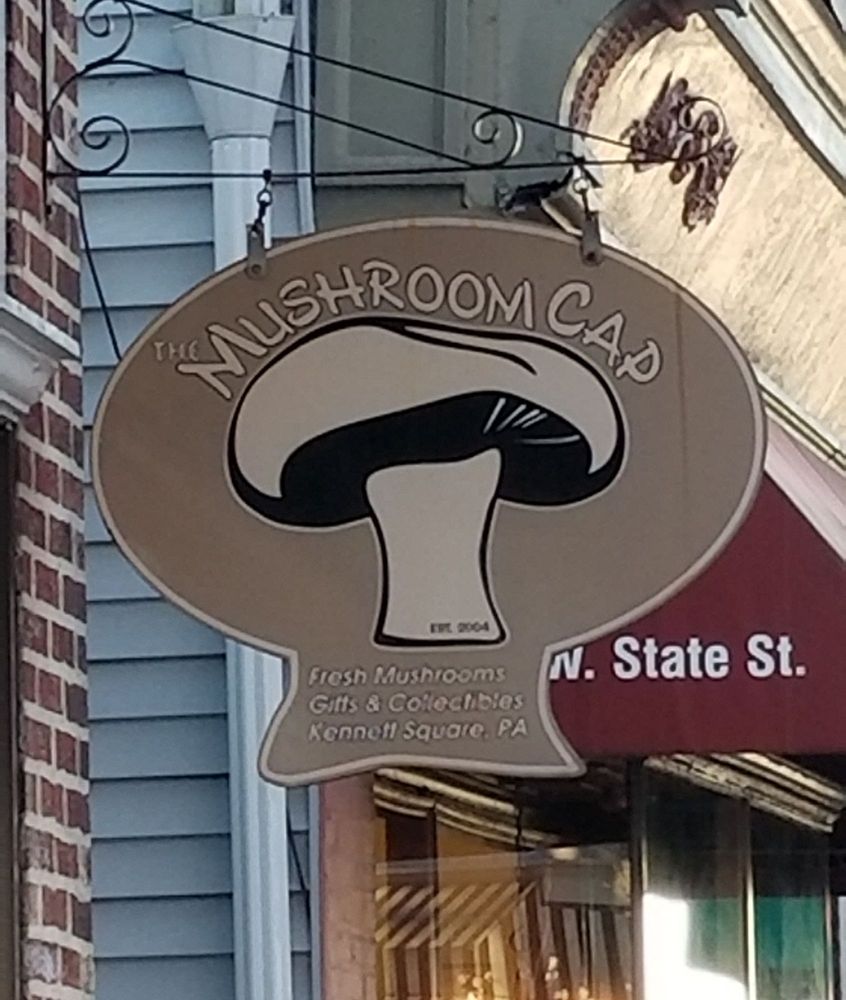 THE MUSHROOM CAP
EST. 2004
Fresh Mushrooms
Gifts & Collectibles
Kennett Square, PA
W. State St.